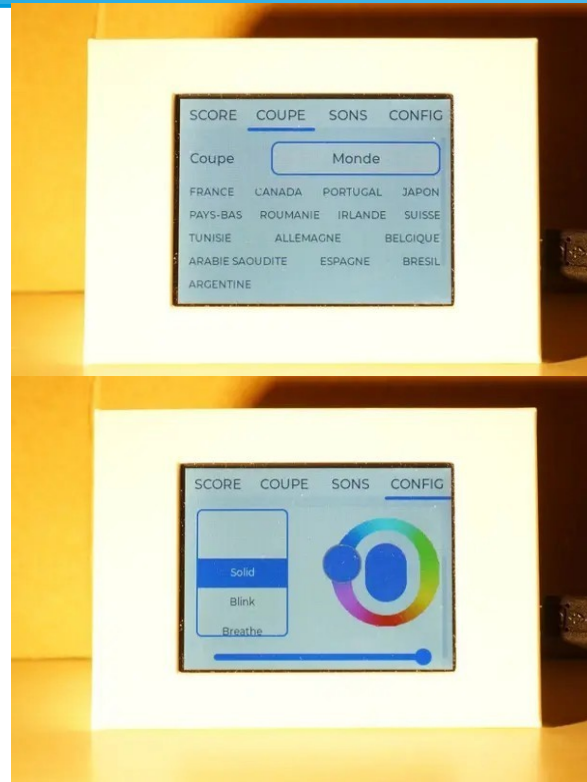 SCORE COUPE SONS CONFIG
Coupe Monde
FRANCE CANADA PORTUGAL JAPON
PAYS-BAS ROUMANIE IRLANDE SUISSE
TUNISIE ALLEMAGNE BELGIQUE
ARABIE SAOUDITE ESPAGNE BRESIL
ARGENTINE
SCORE COUPE SONS CONFIG
Solid
Blink
Breathe